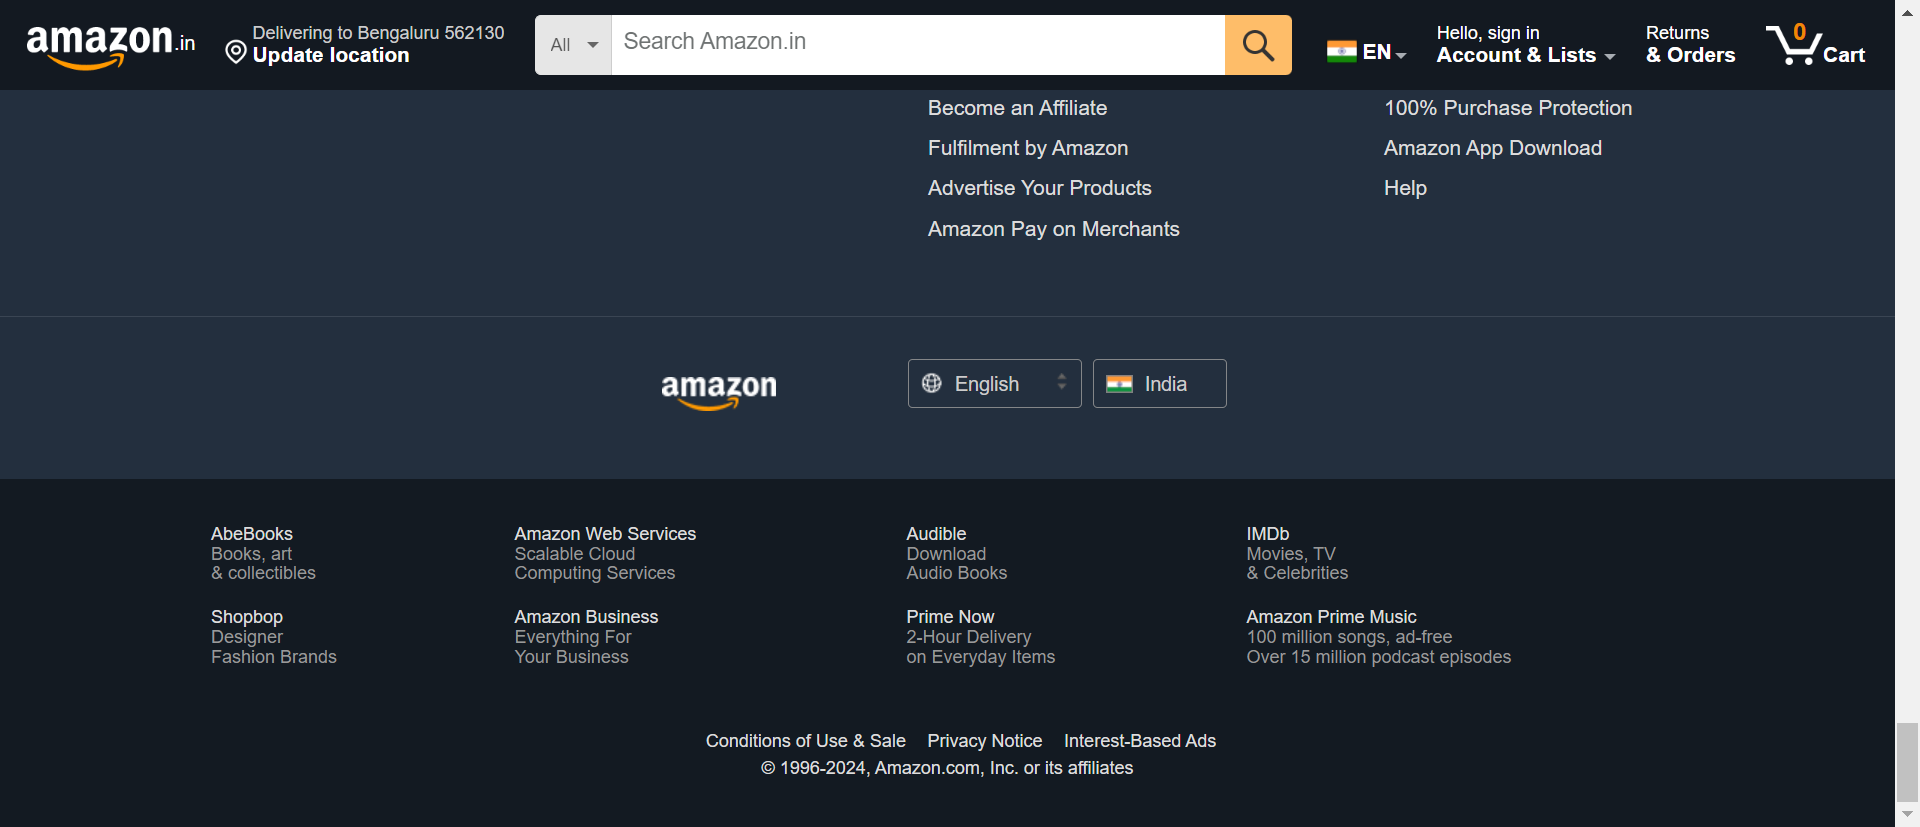 amazon.in
Delivering to Bengaluru 562130
Update location
All
Search Amazon.in
EN
Hello, sign in
Account & Lists
Returns
& Orders
0
Cart
Become an Affiliate
Fulfilment by Amazon
Advertise Your Products
Amazon Pay on Merchants
100% Purchase Protection
Amazon App Download
Help
amazon
English
India
AbeBooks
Books, art
& collectibles
Amazon Web Services
Scalable Cloud
Computing Services
Audible
Download
Audio Books
IMDb
Movies, TV
& Celebrities
Shopbop
Designer
Fashion Brands
Amazon Business
Everything For
Your Business
Prime Now
2-Hour Delivery
on Everyday Items
Amazon Prime Music
100 million songs, ad-free
Over 15 million podcast episodes
Conditions of Use & Sale Privacy Notice Interest-Based Ads
© 1996-2024, Amazon.com, Inc. or its affiliates